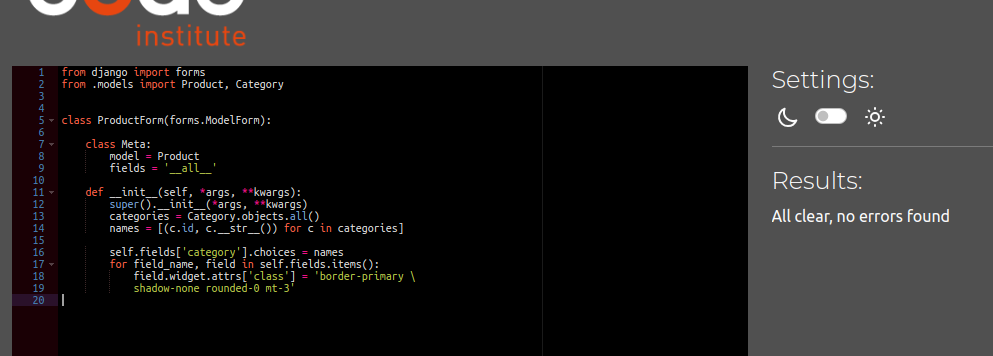 code
institute
1 from django import forms
2 from .models import Product, Category
3
4
5 class ProductForm(forms.ModelForm):
6
7     class Meta:
8         model = Product
9         fields = '__all__'
10
11     def __init__(self, *args, **kwargs):
12         super().__init__(*args, **kwargs)
13         categories = Category.objects.all()
14         names = [(c.id, c.__str__()) for c in categories]
15
16         self.fields['category'].choices = names
17         for field_name, field in self.fields.items():
18             field.widget.attrs['class'] = 'border-primary \
19             shadow-none rounded-0 mt-3'
20
Settings:
Results:
All clear, no errors found